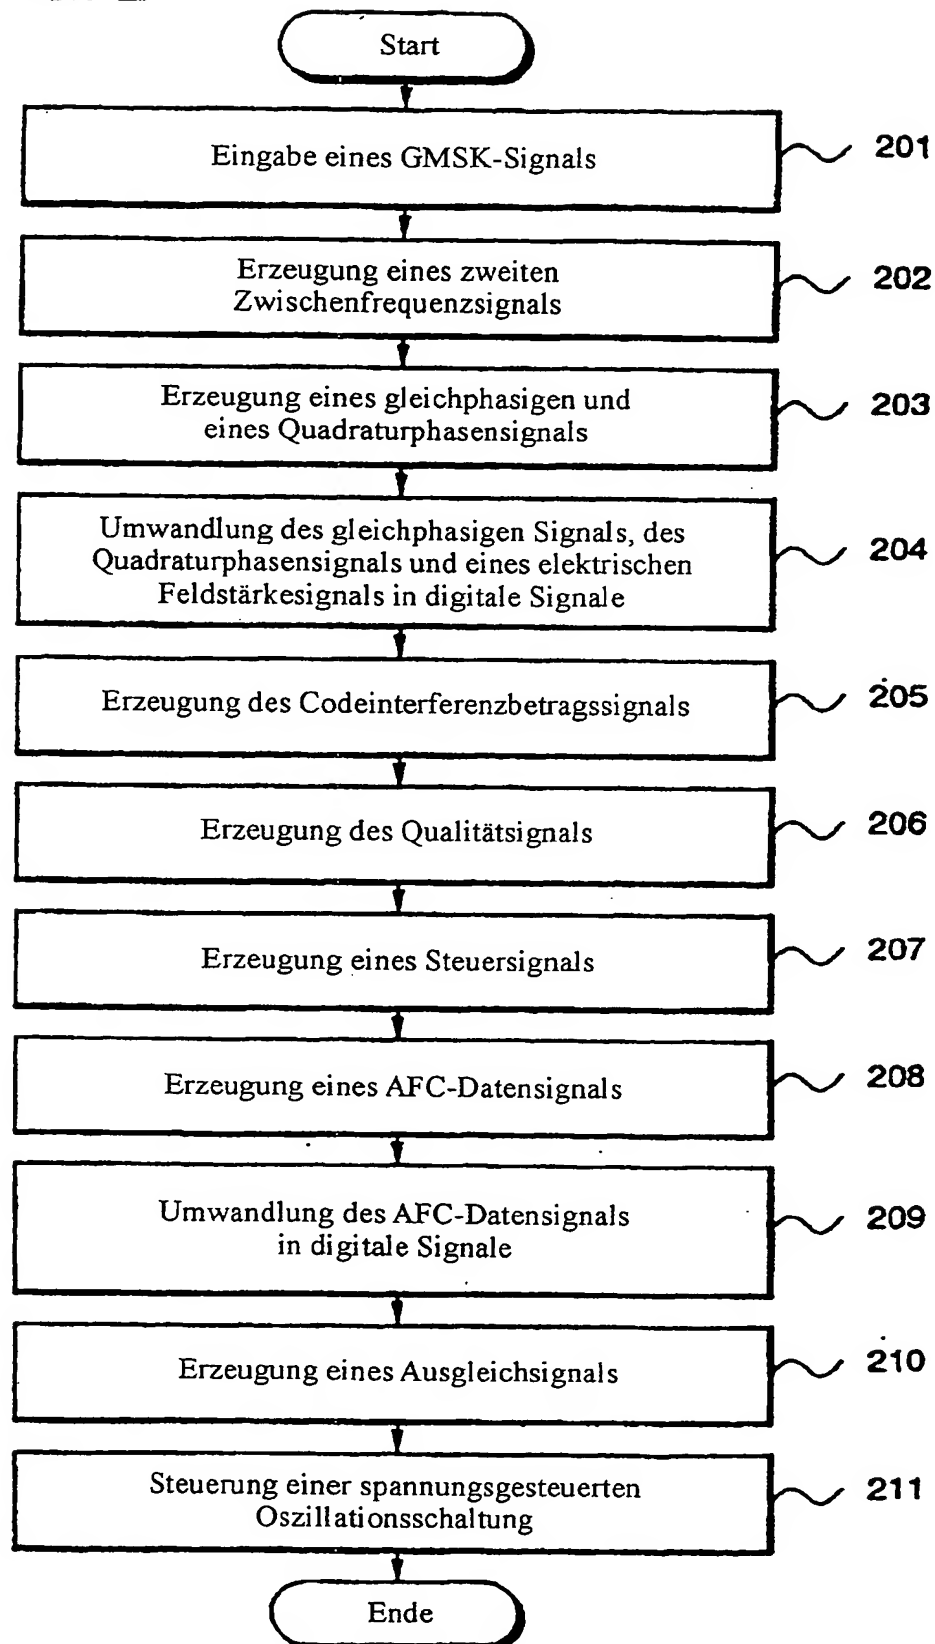 Start
Eingabe eines GMSK-Signals
201
Erzeugung eines zweiten
Zwischenfrequenzsignals
202
Erzeugung eines gleichphasigen und
eines Quadraturphasensignals
203
Umwandlung des gleichphasigen Signals, des
Quadraturphasensignals und eines elektrischen
Feldstärkesignals in digitale Signale
204
Erzeugung des Codeinterferenzbetragssignals
205
Erzeugung des Qualitätsignals
206
Erzeugung eines Steuersignals
207
Erzeugung eines AFC-Datensignals
208
Umwandlung des AFC-Datensignals
in digitale Signale
209
Erzeugung eines Ausgleichsignals
210
Steuerung einer spannungsgesteuerten
Oszillationsschaltung
211
Ende